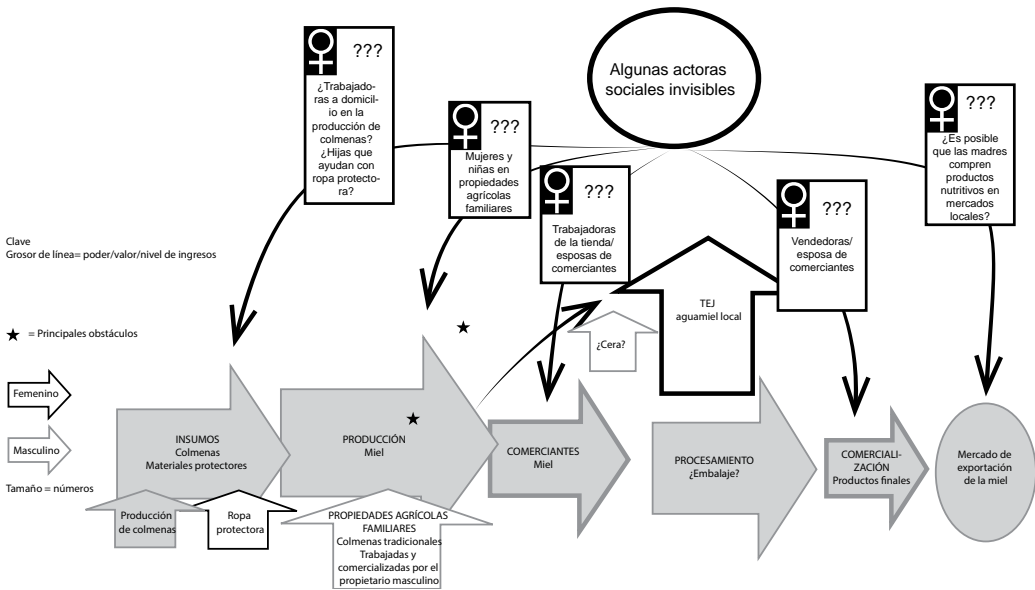 ???
¿Trabajado-
ras a domicil-
io en la
producción de
colmenas?
¿Hijas que
ayudan con
ropa protecto-
ra?
???
Mujeres y
niñas en
propiedades
agrícolas
familiares
Algunas actoras
sociales invisibles
???
Trabajadoras
de la tienda/
esposas de
comerciantes
???
Vendedoras/
esposa de
comerciantes
???
¿Es posible
que las madres
compren
productos
nutritivos en
mercados
locales?
Clave
Grosor de línea= poder/valor/nivel de ingresos
= Principales obstáculos
Femenino
Masculino
Tamaño = números
TEJ
aguamiel local
¿Cera?
INSUMOS
Colmenas
Materiales protectores
PRODUCCIÓN
Miel
COMERCIANTES
Miel
PROCESAMIENTO
¿Embalaje?
COMERCIALI-
ZACIÓN
Productos finales
Mercado de
exportación
de la miel
Producción
de colmenas
Ropa
protectora
PROPIEDADES AGRÍCOLAS
FAMILIARES
Colmenas tradicionales
Trabajadas y
comercializadas por el
propietario masculino